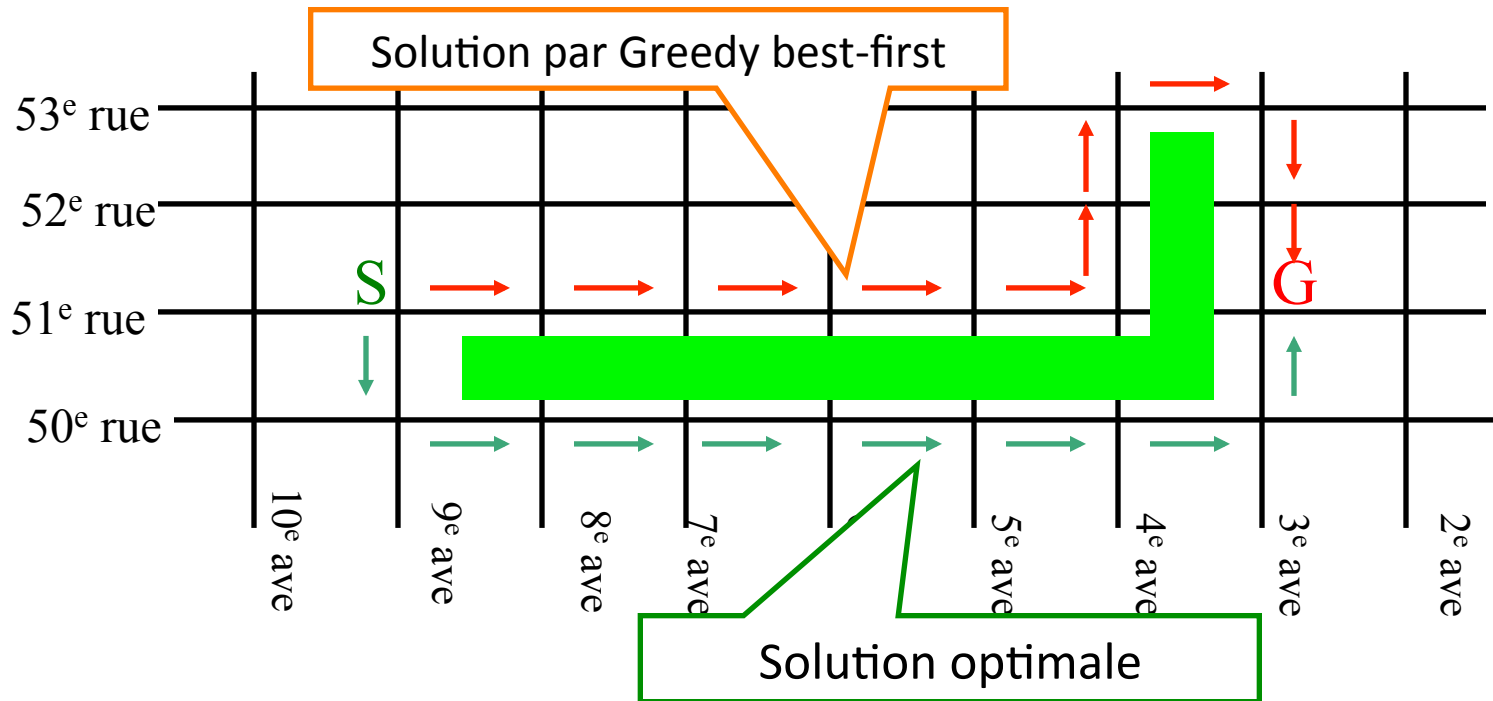 Solution par Greedy best-first
53e rue
52e rue
S
G
51e rue
50e rue
10e ave
9e ave
8e ave
7e ave
5e ave
4e ave
3e ave
2e ave
Solution optimale